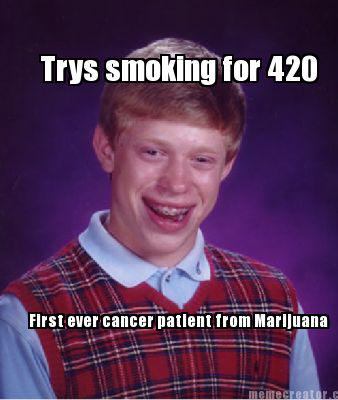 Trys smoking for 420
First ever cancer patient from Marijuana
memecreator.c